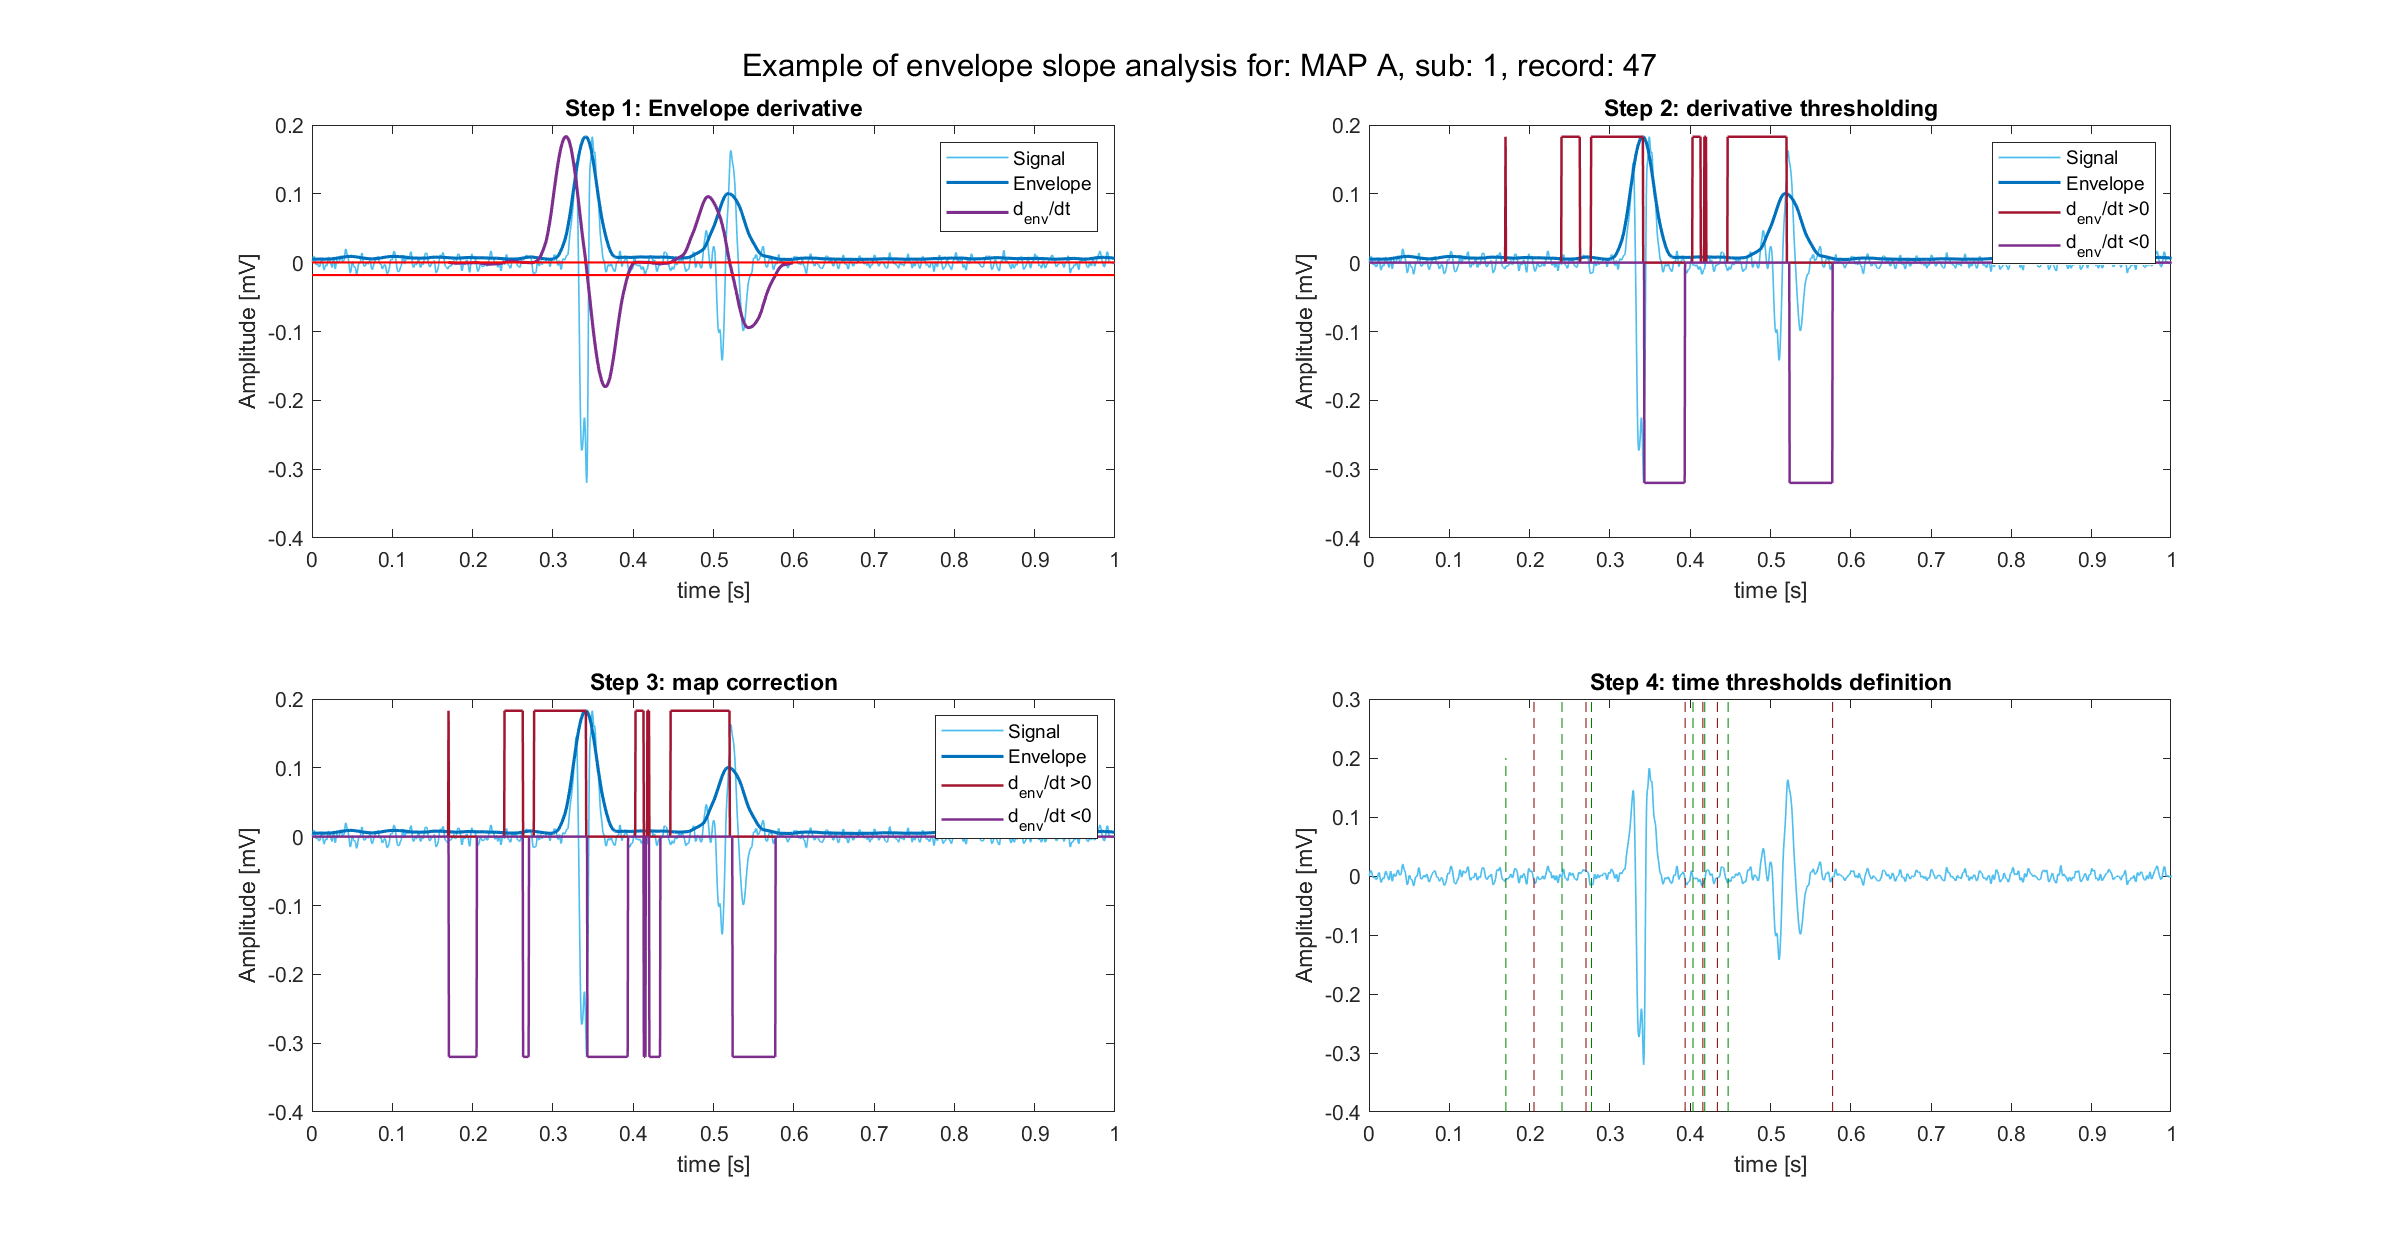 Example of envelope slope analysis for: MAP A, sub: 1, record: 47
Step 1: Envelope derivative
0.2
0.1
0
-0.1
-0.2
-0.3
-0.4
Amplitude [mV]
0 0.1 0.2 0.3 0.4 0.5 0.6 0.7 0.8 0.9 1
time [s]
Signal
Envelope
d_env/dt
Step 2: derivative thresholding
0.2
0.1
0
-0.1
-0.2
-0.3
-0.4
Amplitude [mV]
0 0.1 0.2 0.3 0.4 0.5 0.6 0.7 0.8 0.9 1
time [s]
Signal
Envelope
d_env/dt >0
d_env/dt <0
Step 3: map correction
0.2
0.1
0
-0.1
-0.2
-0.3
-0.4
Amplitude [mV]
0 0.1 0.2 0.3 0.4 0.5 0.6 0.7 0.8 0.9 1
time [s]
Signal
Envelope
d_env/dt >0
d_env/dt <0
Step 4: time thresholds definition
0.3
0.2
0.1
0
-0.1
-0.2
-0.3
-0.4
Amplitude [mV]
0 0.1 0.2 0.3 0.4 0.5 0.6 0.7 0.8 0.9 1
time [s]